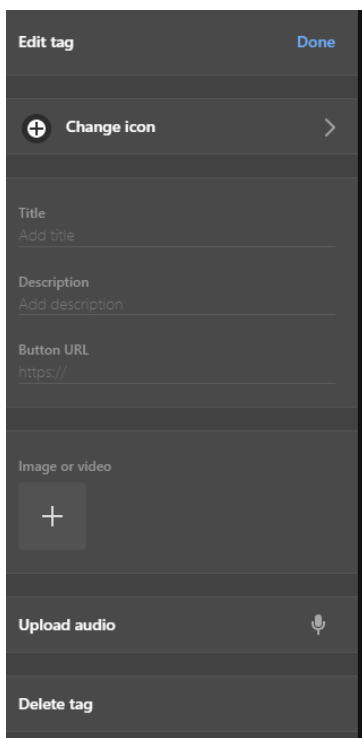 Edit tag Done
Change icon
Title
Add title
Description
Add description
Button URL
https://
Image or video
Upload audio
Delete tag